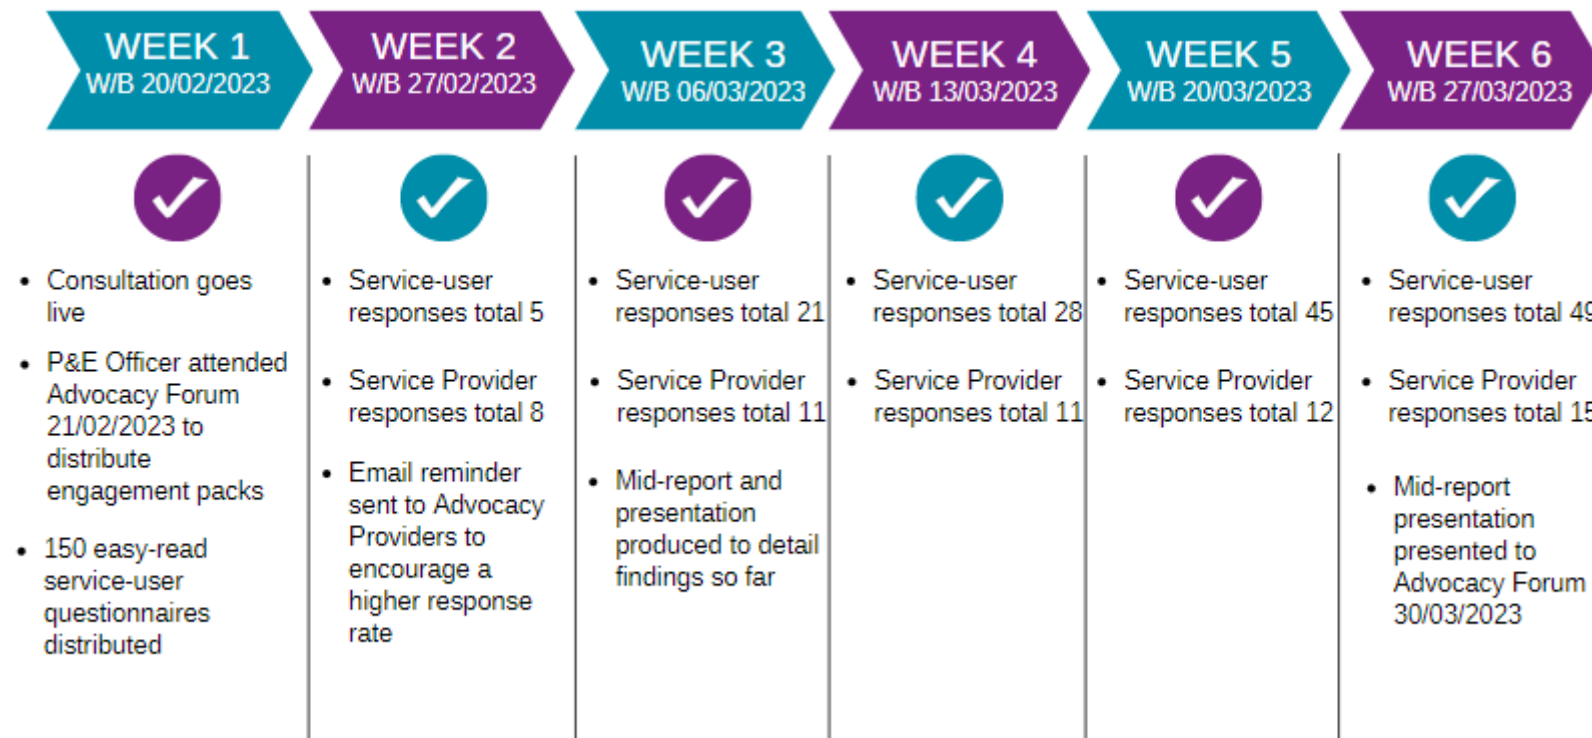 WEEK 1
W/B 20/02/2023
WEEK 2
W/B 27/02/2023
WEEK 3
W/B 06/03/2023
WEEK 4
W/B 13/03/2023
WEEK 5
W/B 20/03/2023
WEEK 6
W/B 27/03/2023
• Consultation goes
live
• P&E Officer attended
Advocacy Forum
21/02/2023 to
distribute
engagement packs
• 150 easy-read
service-user
questionnaires
distributed
• Service-user
responses total 5
• Service Provider
responses total 8
• Email reminder
sent to Advocacy
Providers to
encourage a
higher response
rate
• Service-user
responses total 21
• Service Provider
responses total 11
• Mid-report and
presentation
produced to detail
findings so far
• Service-user
responses total 28
• Service Provider
responses total 11
• Service-user
responses total 45
• Service Provider
responses total 12
• Service-user
responses total 49
• Service Provider
responses total 15
• Mid-report
presentation
presented to
Advocacy Forum
30/03/2023